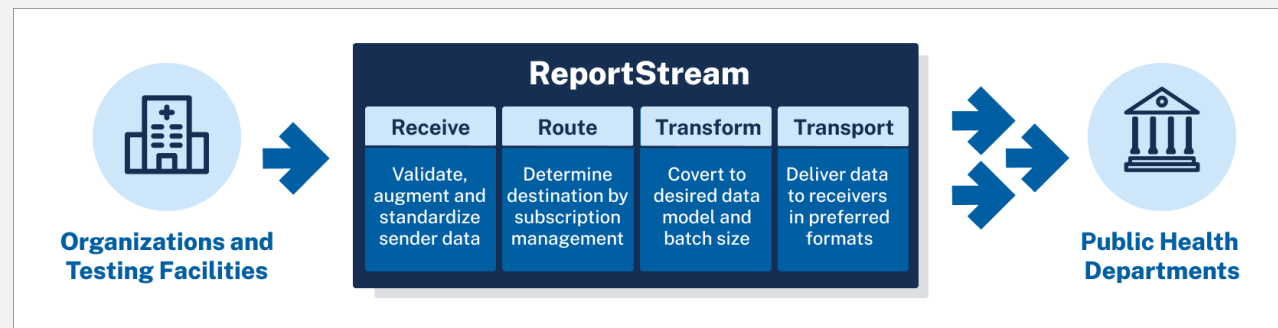 ReportStream
Receive
Validate,
augment and
standardize
sender data
Route
Determine
destination by
subscription
management
Transform
Covert to
desired data
model and
batch size
Transport
Deliver data
to receivers
in preferred
formats
Organizations and
Testing Facilities
Public Health
Departments